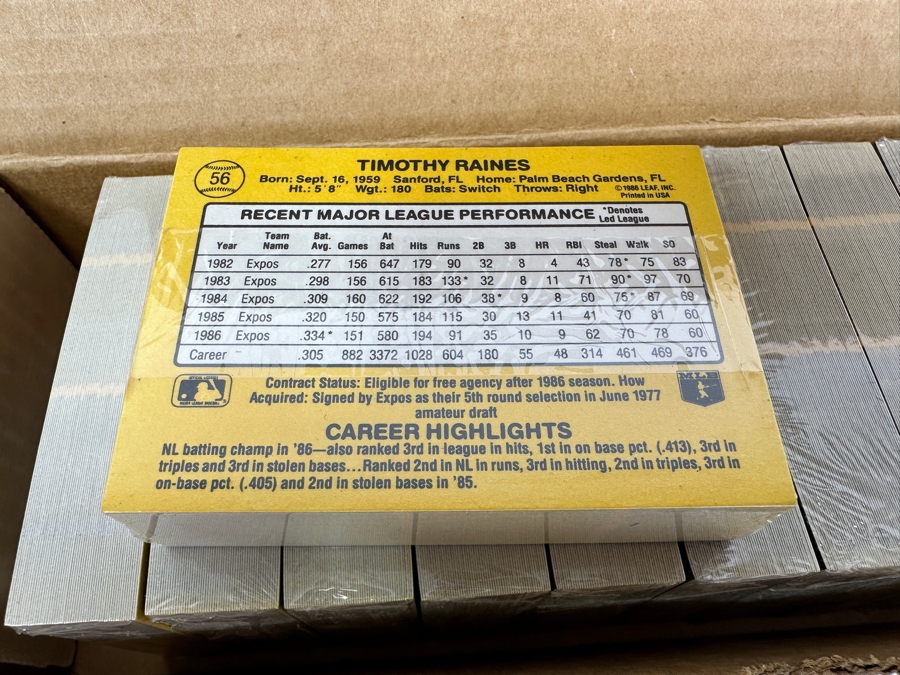 56
TIMOTHY RAINES
Born: Sept. 16, 1959 Sanford, FL Home: Palm Beach Gardens, FL
Ht.: 5'8" Wgt.: 180 Bats: Switch Throws: Right
©1986 LEAF, INC.
Printed in USA
RECENT MAJOR LEAGUE PERFORMANCE
*Denotes
Led League
Year Team Name Bat. Avg. Games At Bat Hits Runs 2B 3B HR RBI Steal Walk SO
1982 Expos .277 156 647 179 90 32 8 4 43 78* 75 83
1983 Expos .298 156 615 183 133* 32 8 11 71 90* 97 70
1984 Expos .309 160 622 192 106 38* 9 8 60 75* 87 69
1985 Expos .320 150 575 184 115 30 13 11 41 70 81 60
1986 Expos .334* 151 580 194 91 35 10 9 62 70 78 60
Career .305 882 3372 1028 604 180 55 48 314 461 469 376
Contract Status: Eligible for free agency after 1986 season. How
Acquired: Signed by Expos as their 5th round selection in June 1977
amateur draft
CAREER HIGHLIGHTS
NL batting champ in '86—also ranked 3rd in league in hits, 1st in on base pct. (.413), 3rd in
triples and 3rd in stolen bases...Ranked 2nd in NL in runs, 3rd in hitting, 2nd in triples, 3rd in
on-base pct. (.405) and 2nd in stolen bases in '85.